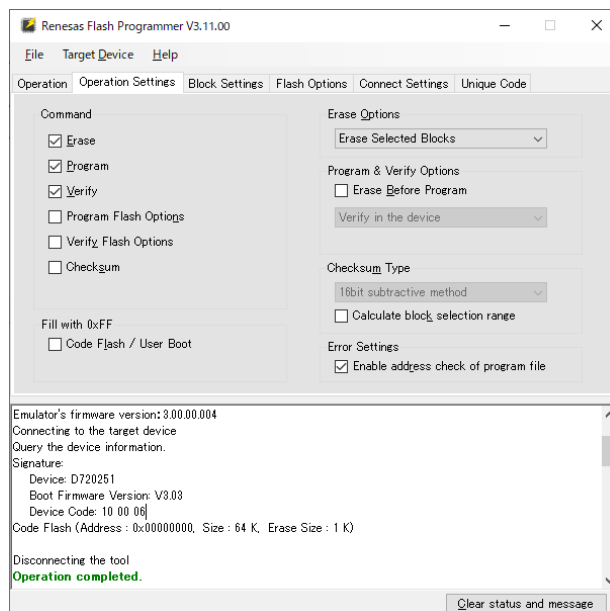 Renesas Flash Programmer V3.11.00
File Target Device Help
Operation Operation Settings Block Settings Flash Options Connect Settings Unique Code
Command
Erase
Program
Verify
Program Flash Options
Verify Flash Options
Checksum
Fill with 0xFF
Code Flash / User Boot
Erase Options
Erase Selected Blocks
Program & Verify Options
Erase Before Program
Verify in the device
Checksum Type
16bit subtractive method
Calculate block selection range
Error Settings
Enable address check of program file
Emulator's firmware version: 3.00.00.004
Connecting to the target device
Query the device information.
Signature:
Device: D720251
Boot Firmware Version: V3.03
Device Code: 10 00 06
Code Flash (Address : 0x00000000, Size : 64 K, Erase Size : 1 K)
Disconnecting the tool
Operation completed.
Clear status and message